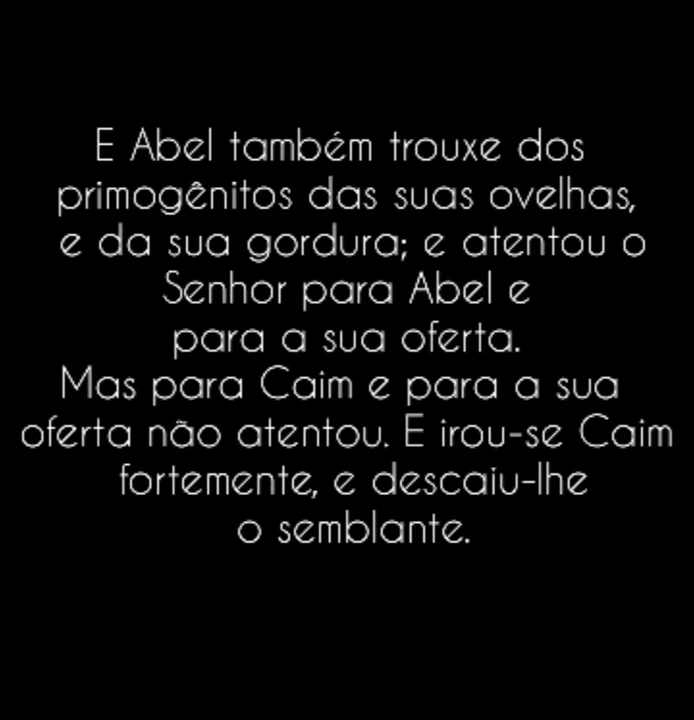 E Abel também trouxe dos
primogênitos das suas ovelhas,
e da sua gordura; e atentou o
Senhor para Abel e
para a sua oferta.
Mas para Caim e para a sua
oferta não atentou. E irou-se Caim
fortemente, e descaiu-lhe
o semblante.